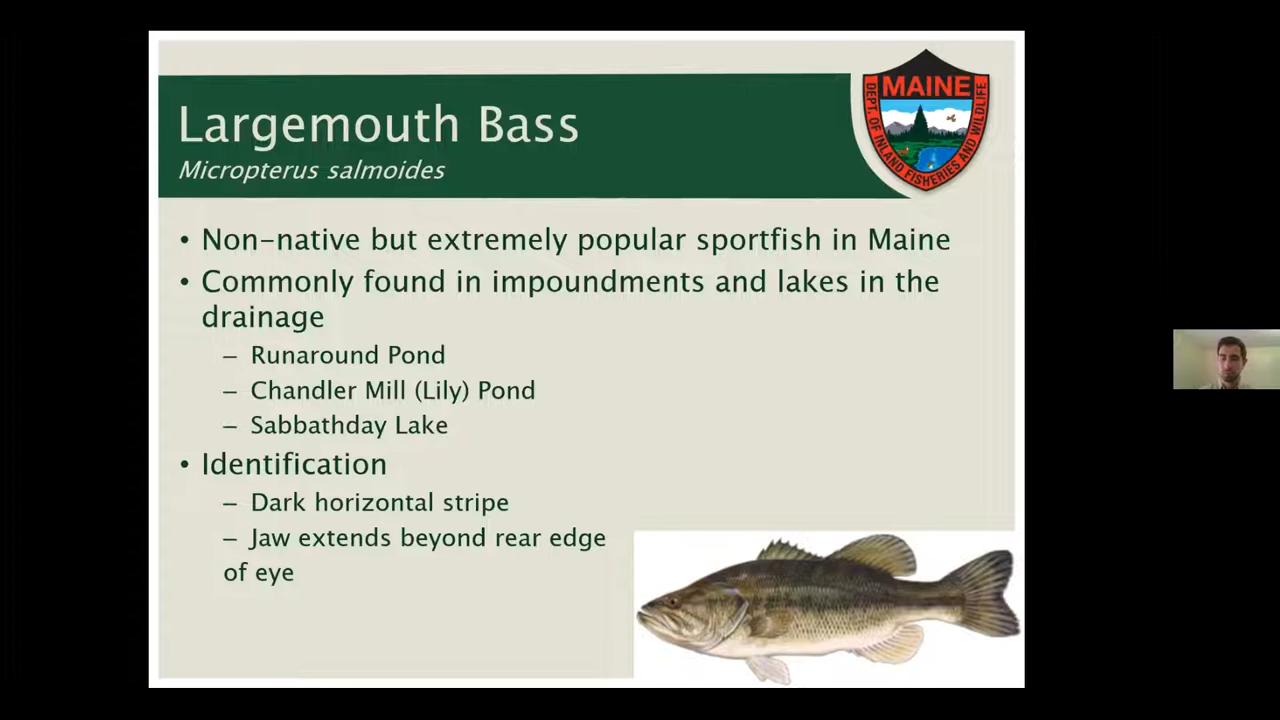 Largemouth Bass
Micropterus salmoides
MAINE
DEPT. OF INLAND FISHERIES AND WILDLIFE
• Non-native but extremely popular sportfish in Maine
• Commonly found in impoundments and lakes in the
drainage
– Runaround Pond
– Chandler Mill (Lily) Pond
– Sabbathday Lake
• Identification
– Dark horizontal stripe
– Jaw extends beyond rear edge
of eye